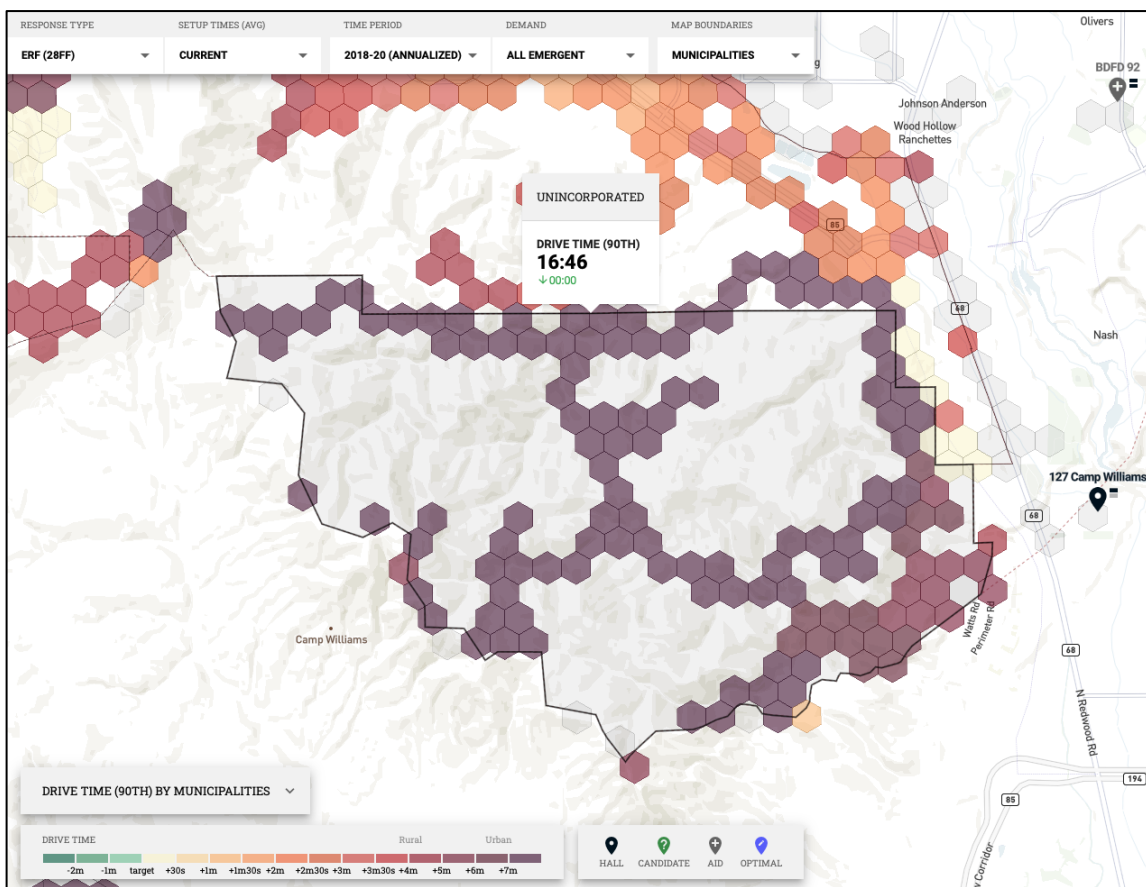 RESPONSE TYPE
SETUP TIMES (AVG)
TIME PERIOD
DEMAND
MAP BOUNDARIES
ERF (28FF)
CURRENT
2018-20 (ANNUALIZED)
ALL EMERGENT
MUNICIPALITIES
Olivers
BDFD 92
Johnson Anderson
Wood Hollow
Ranchettes
UNINCORPORATED
DRIVE TIME (90TH)
16:46
00:00
85
68
Nash
127 Camp Williams
68
Camp Williams
Watts Rd
Perimeter Rd
68
N Redwood Rd
194
85
Corridor
DRIVE TIME (90TH) BY MUNICIPALITIES
DRIVE TIME
Rural
Urban
-2m -1m target +30s +1m +1m30s +2m +2m30s +3m +3m30s +4m +5m +6m +7m
HALL
CANDIDATE
AID
OPTIMAL